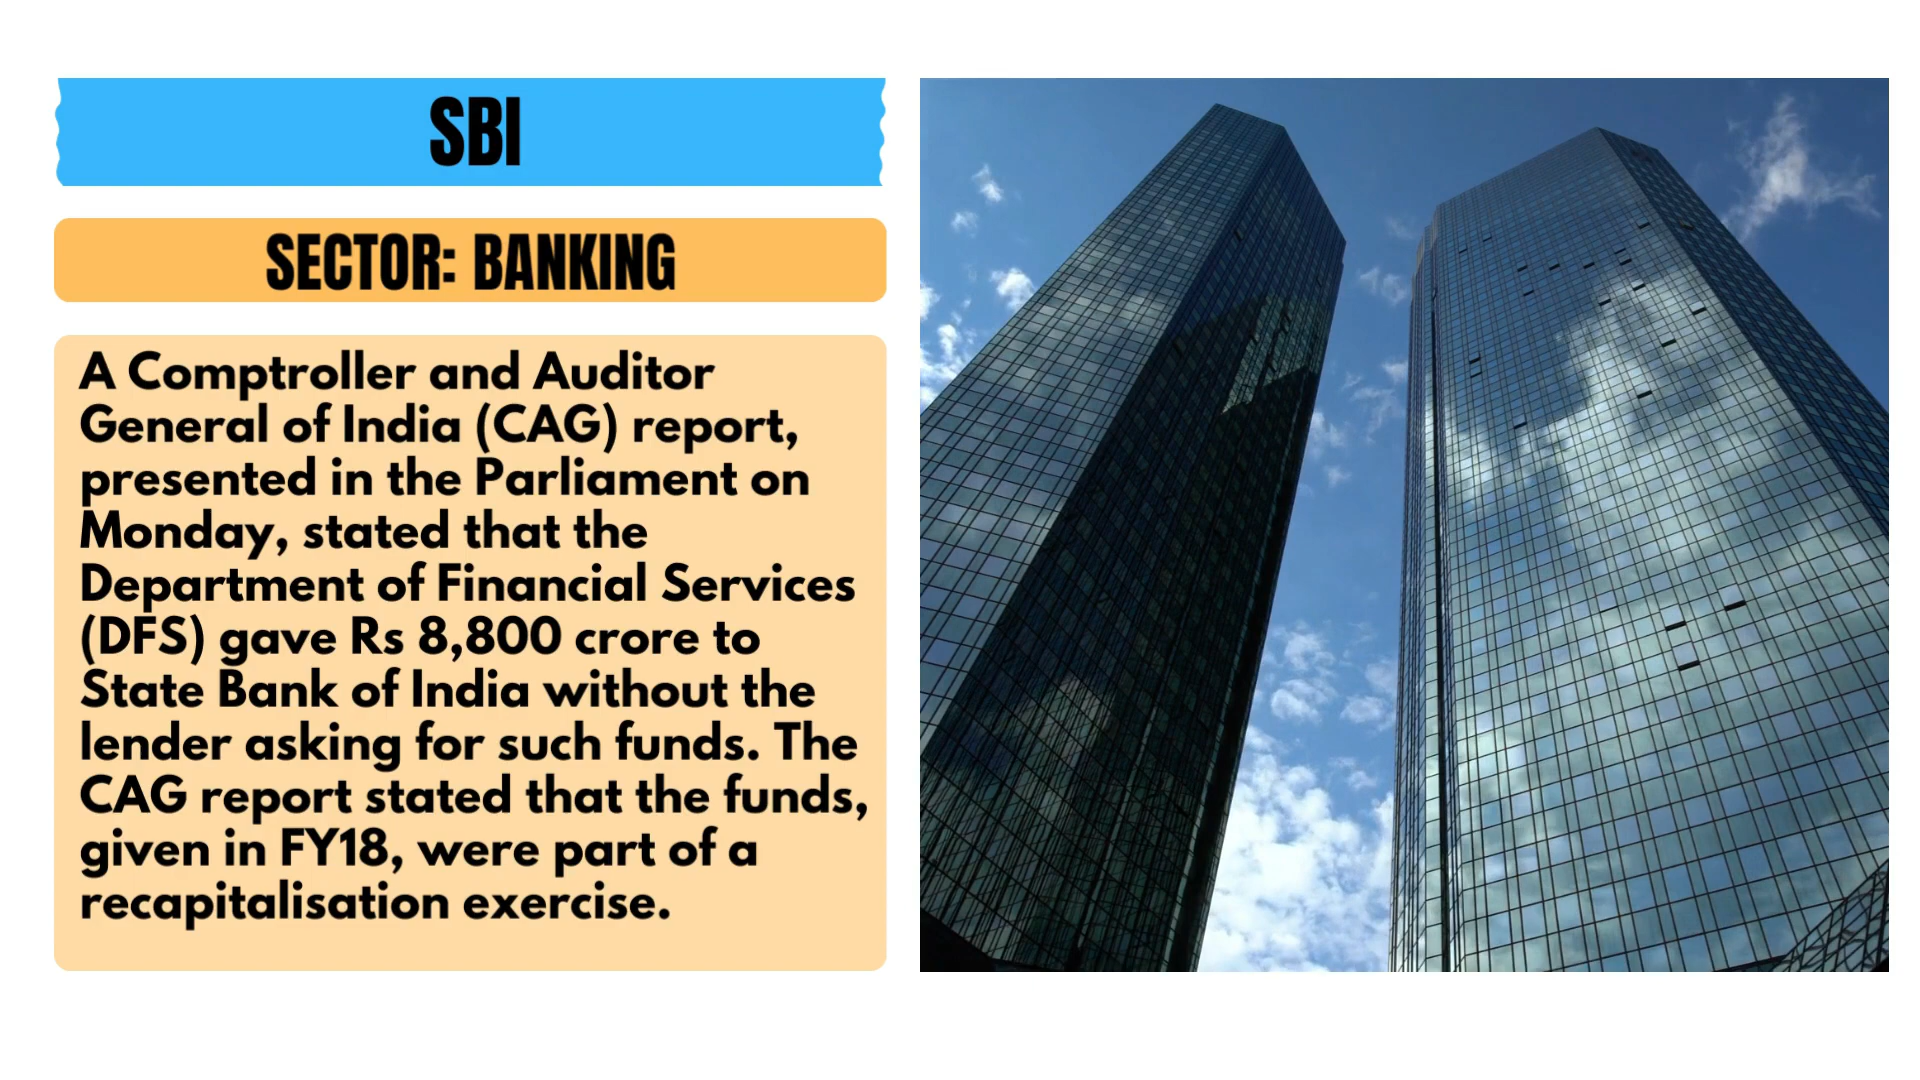 SBI
SECTOR: BANKING
A Comptroller and Auditor
General of India (CAG) report,
presented in the Parliament on
Monday, stated that the
Department of Financial Services
(DFS) gave Rs 8,800 crore to
State Bank of India without the
lender asking for such funds. The
CAG report stated that the funds,
given in FY18, were part of a
recapitalisation exercise.